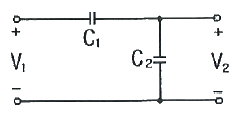 + C₁ +
V₁ C₂ V₂
− −